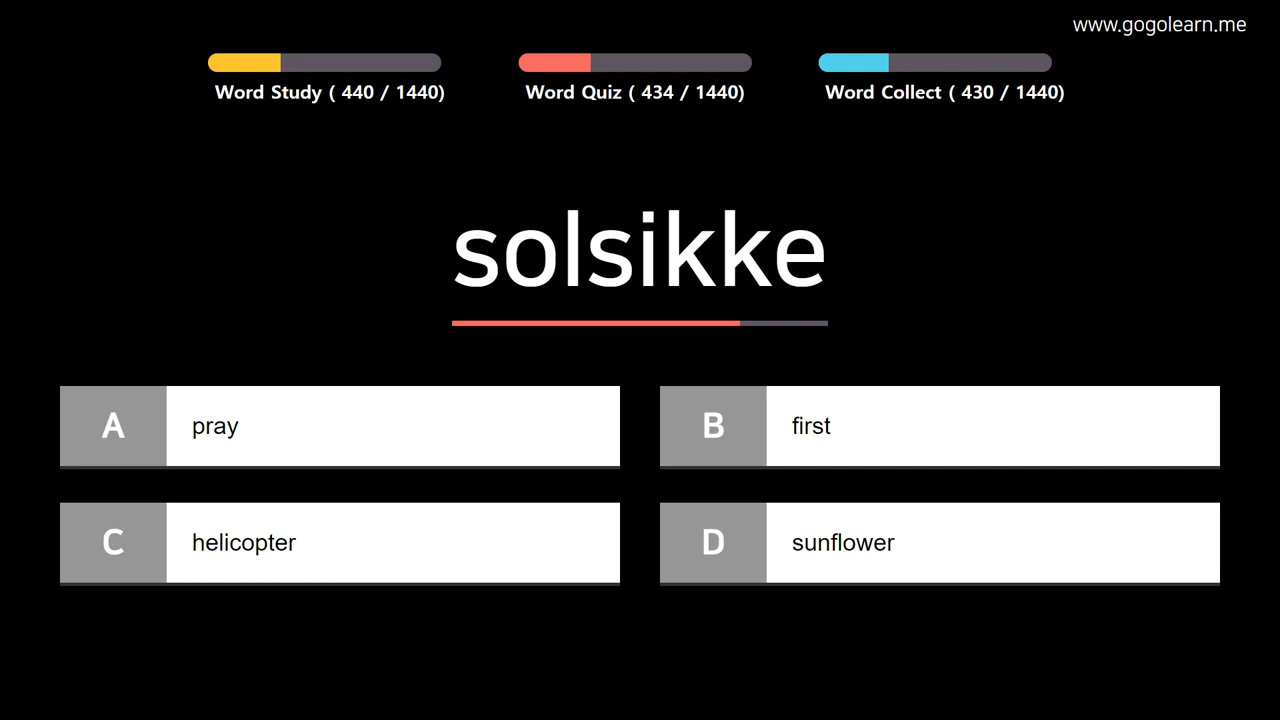 www.gogolearn.me
Word Study ( 440 / 1440)
Word Quiz ( 434 / 1440)
Word Collect ( 430 / 1440)
solsikke
A pray
B first
C helicopter
D sunflower